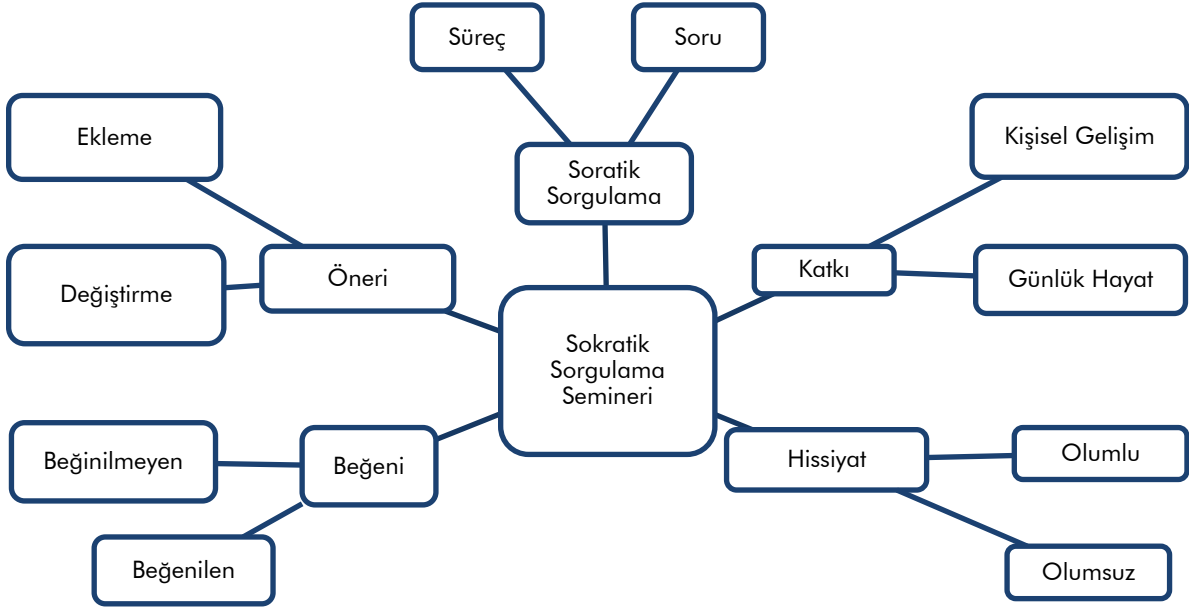 Süreç
Soru
Ekleme
Kişisel Gelişim
Soratik
Sorgulama
Değiştirme
Öneri
Katkı
Günlük Hayat
Sokratik
Sorgulama
Semineri
Beğinilmeyen
Beğeni
Hissiyat
Olumlu
Beğenilen
Olumsuz